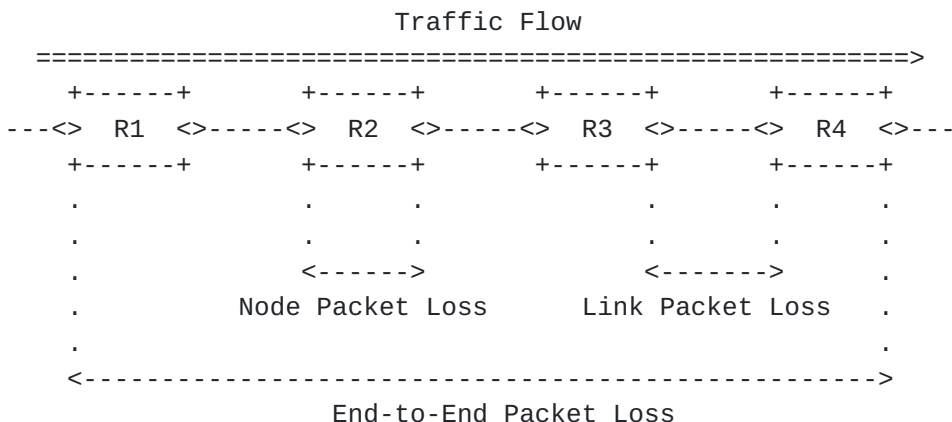 Traffic Flow
========================================================>
+------+       +------+       +------+       +------+
---<>  R1  <>-----<>  R2  <>-----<>  R3  <>-----<>  R4  <>---
+------+       +------+       +------+       +------+
.              .      .              .       .      .
.              .      .              .       .      .
.              <------>              <------->      .
.          Node Packet Loss      Link Packet Loss   .
.                                                   .
<--------------------------------------------------->
End-to-End Packet Loss